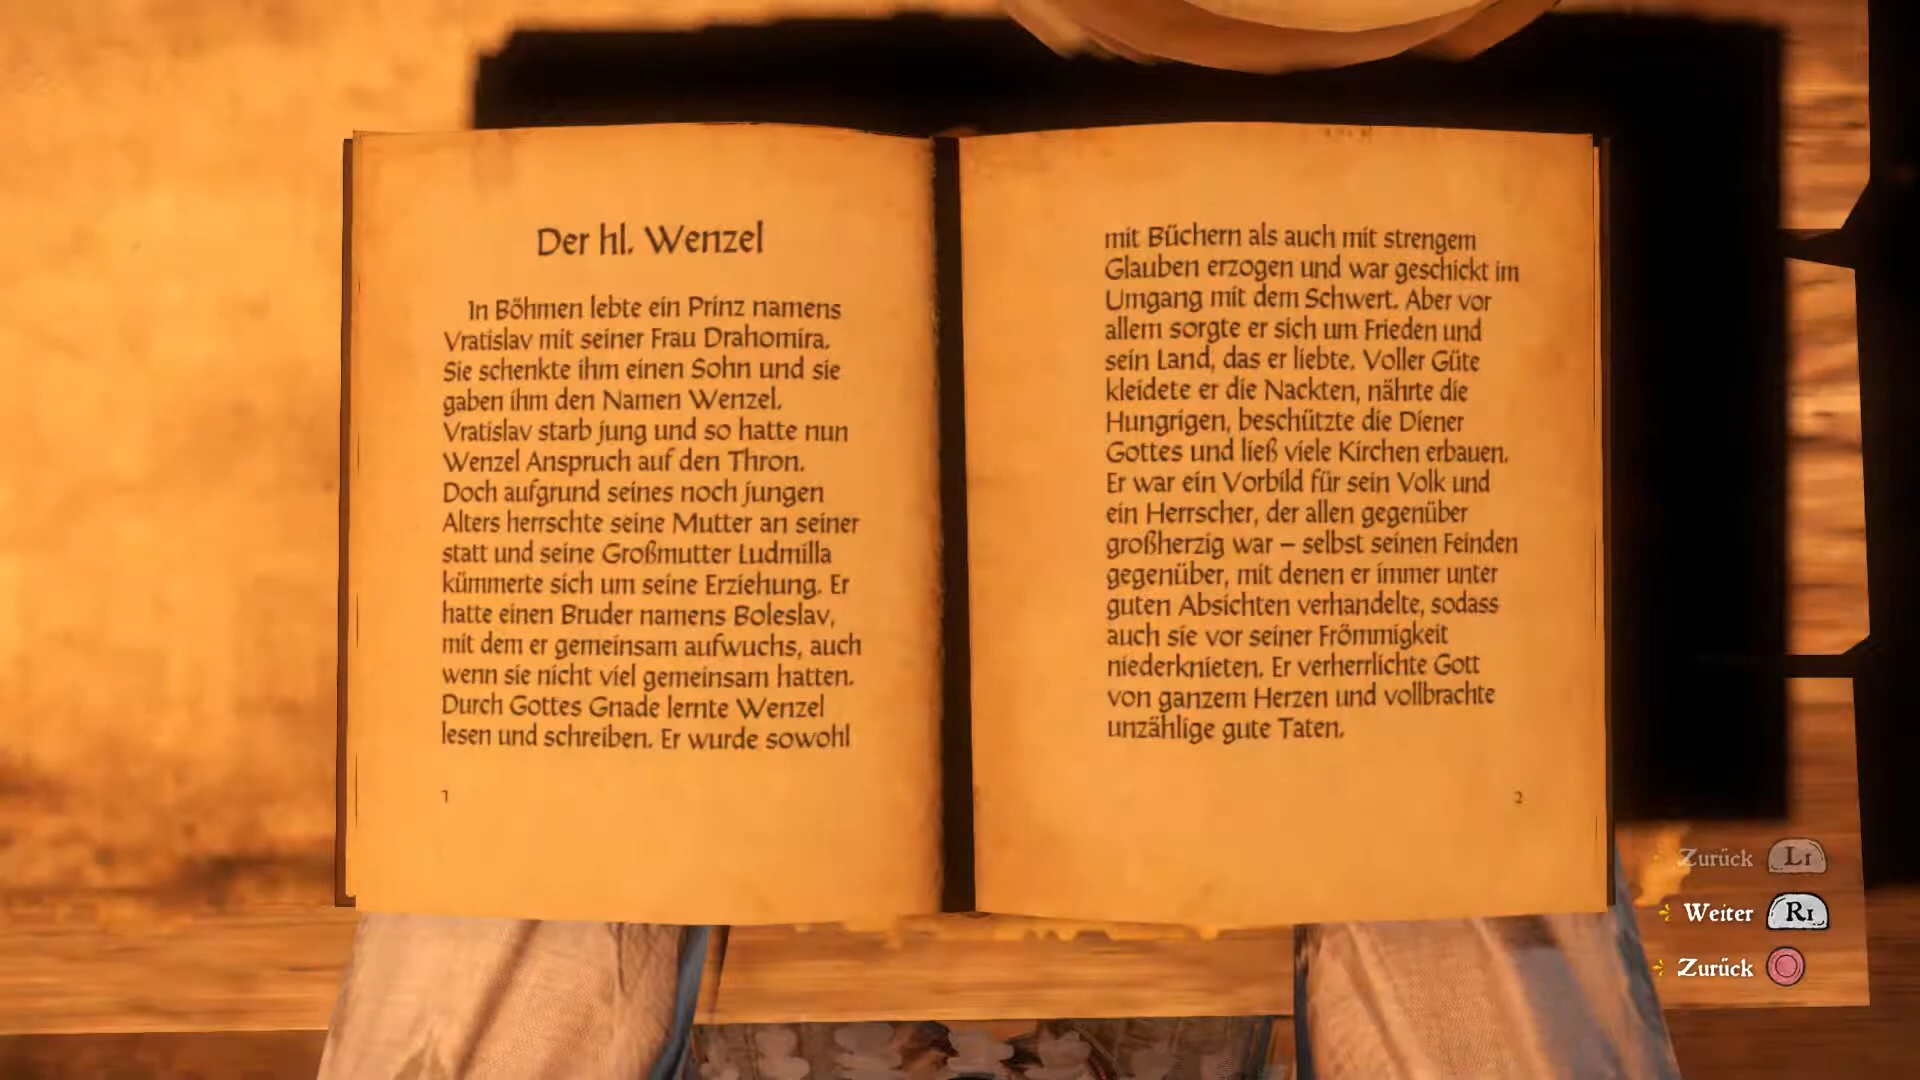 Der hl. Wenzel
In Böhmen lebte ein Prinz namens
Vratislav mit seiner Frau Drahomira.
Sie schenkte ihm einen Sohn und sie
gaben ihm den Namen Wenzel.
Vratislav starb jung und so hatte nun
Wenzel Anspruch auf den Thron.
Doch aufgrund seines noch jungen
Alters herrschte seine Mutter an seiner
statt und seine Großmutter Ludmilla
kümmerte sich um seine Erziehung. Er
hatte einen Bruder namens Boleslav,
mit dem er gemeinsam aufwuchs, auch
wenn sie nicht viel gemeinsam hatten.
Durch Gottes Gnade lernte Wenzel
lesen und schreiben. Er wurde sowohl
1
mit Büchern als auch mit strengem
Glauben erzogen und war geschickt im
Umgang mit dem Schwert. Aber vor
allem sorgte er sich um Frieden und
sein Land, das er liebte. Voller Güte
kleidete er die Nackten, nährte die
Hungrigen, beschützte die Diener
Gottes und ließ viele Kirchen erbauen.
Er war ein Vorbild für sein Volk und
ein Herrscher, der allen gegenüber
großherzig war – selbst seinen Feinden
gegenüber, mit denen er immer unter
guten Absichten verhandelte, sodass
auch sie vor seiner Frömmigkeit
niederknieten. Er verherrlichte Gott
von ganzem Herzen und vollbrachte
unzählige gute Taten.
2
Zurück L1
Weiter R1
Zurück